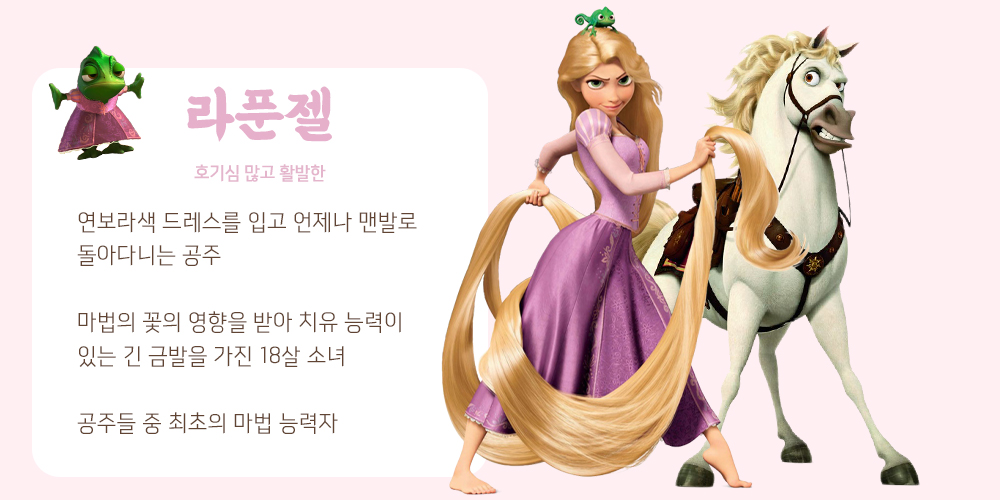 라푼젤
호기심 많고 활발한
연보라색 드레스를 입고 언제나 맨발로
돌아다니는 공주
마법의 꽃의 영향을 받아 치유 능력이
있는 긴 금발을 가진 18살 소녀
공주들 중 최초의 마법 능력자